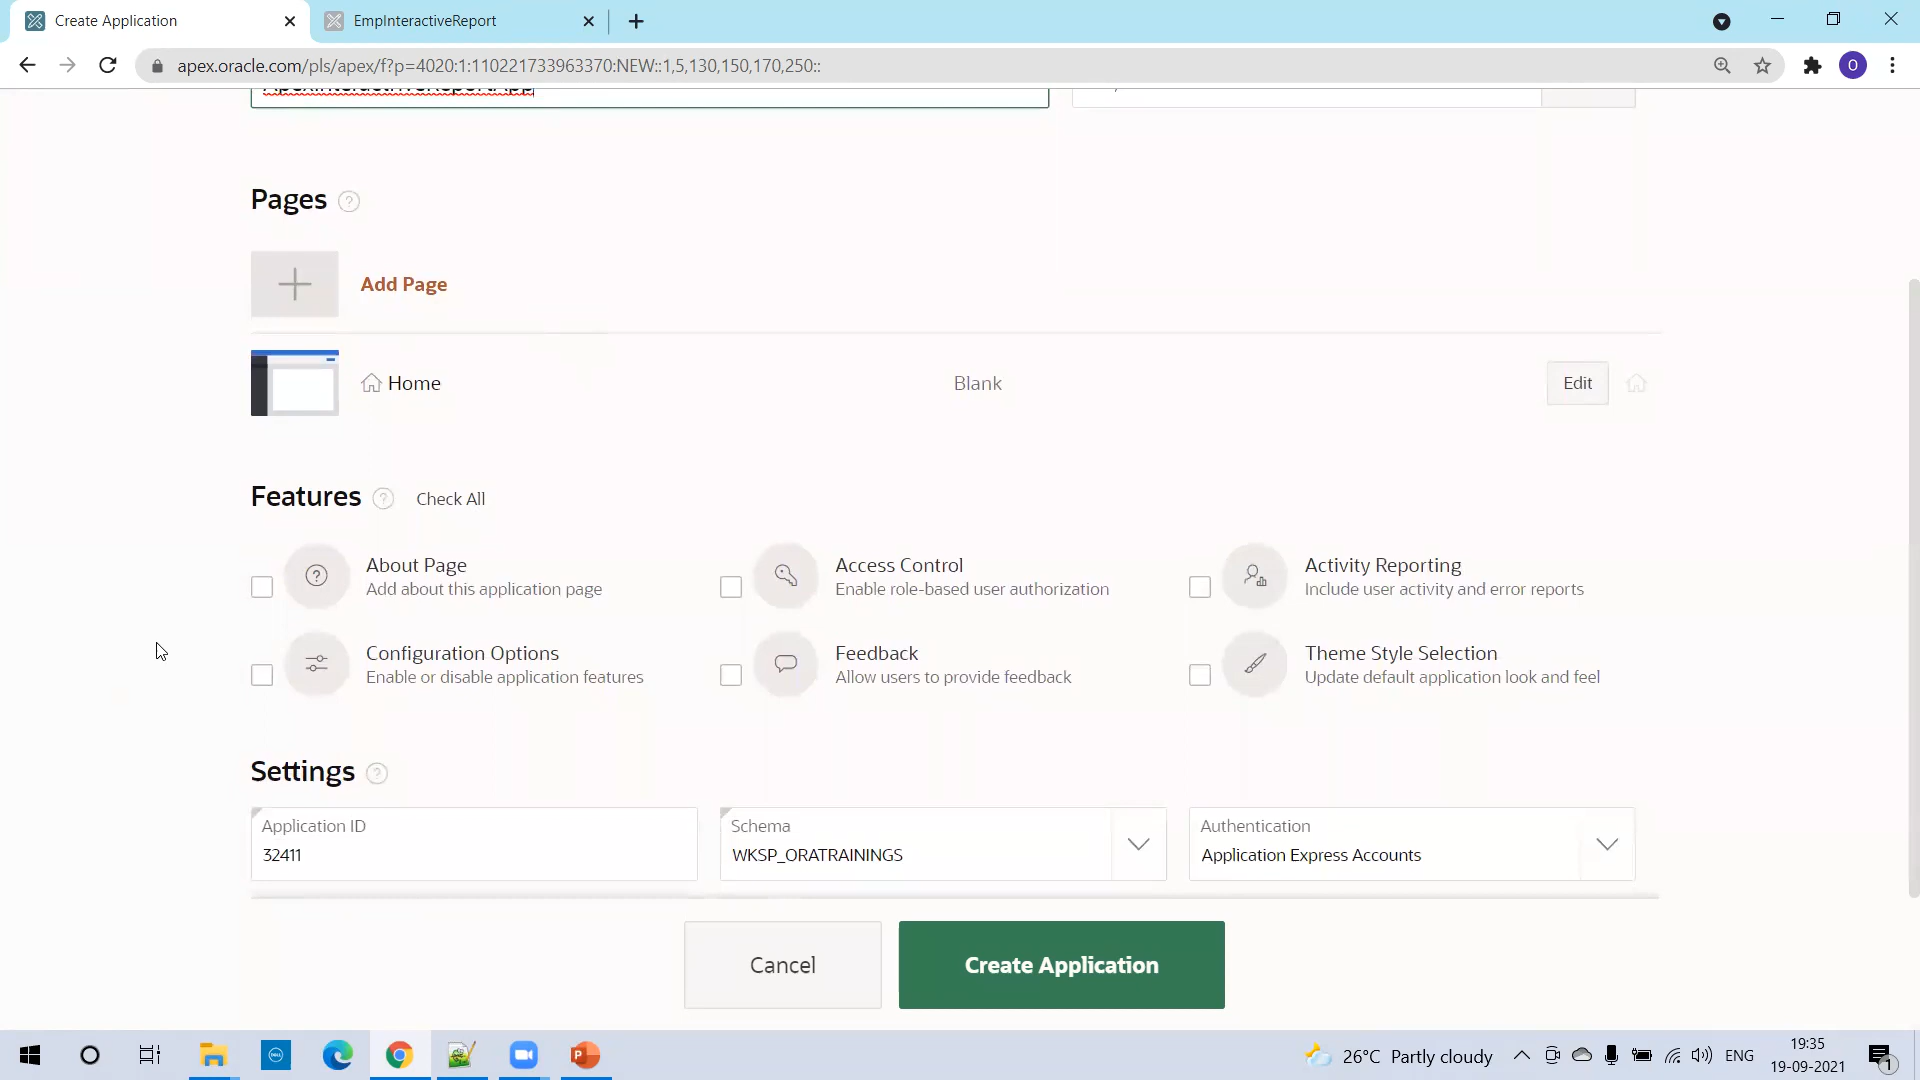 Create Application
EmpInteractiveReport
apex.oracle.com/pls/apex/f?p=4020:1:110221733963370:NEW::1,5,130,150,170,250::
O
Pages ?
Add Page
Home
Blank
Edit
Features ? Check All
About Page
Add about this application page
Access Control
Enable role-based user authorization
Activity Reporting
Include user activity and error reports
Configuration Options
Enable or disable application features
Feedback
Allow users to provide feedback
Theme Style Selection
Update default application look and feel
Settings ?
Application ID
32411
Schema
WKSP_ORATRAININGS
Authentication
Application Express Accounts
Cancel
Create Application
26°C Partly cloudy
ENG
19:35
19-09-2021
1